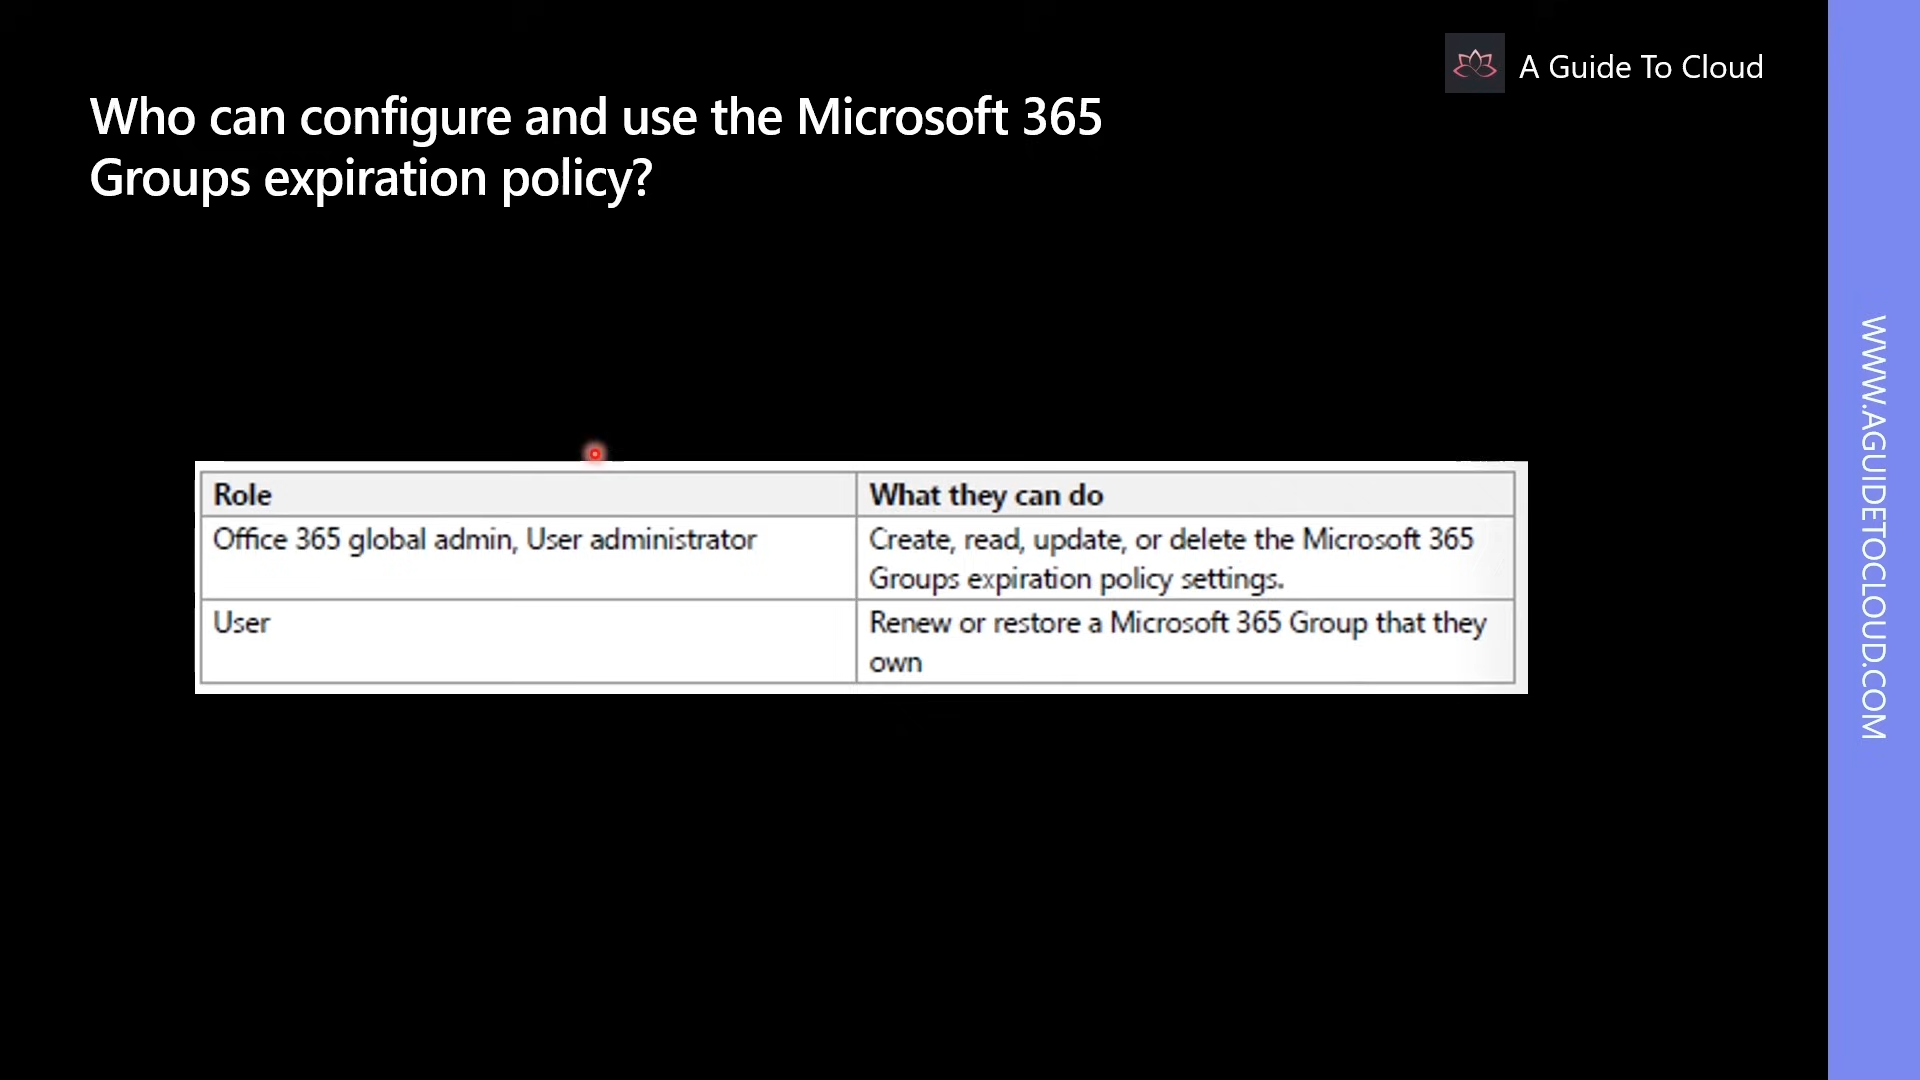 A Guide To Cloud
Who can configure and use the Microsoft 365
Groups expiration policy?
Role
What they can do
Office 365 global admin, User administrator
Create, read, update, or delete the Microsoft 365
Groups expiration policy settings.
User
Renew or restore a Microsoft 365 Group that they
own
WWW.AGUIDETOCLOUD.COM